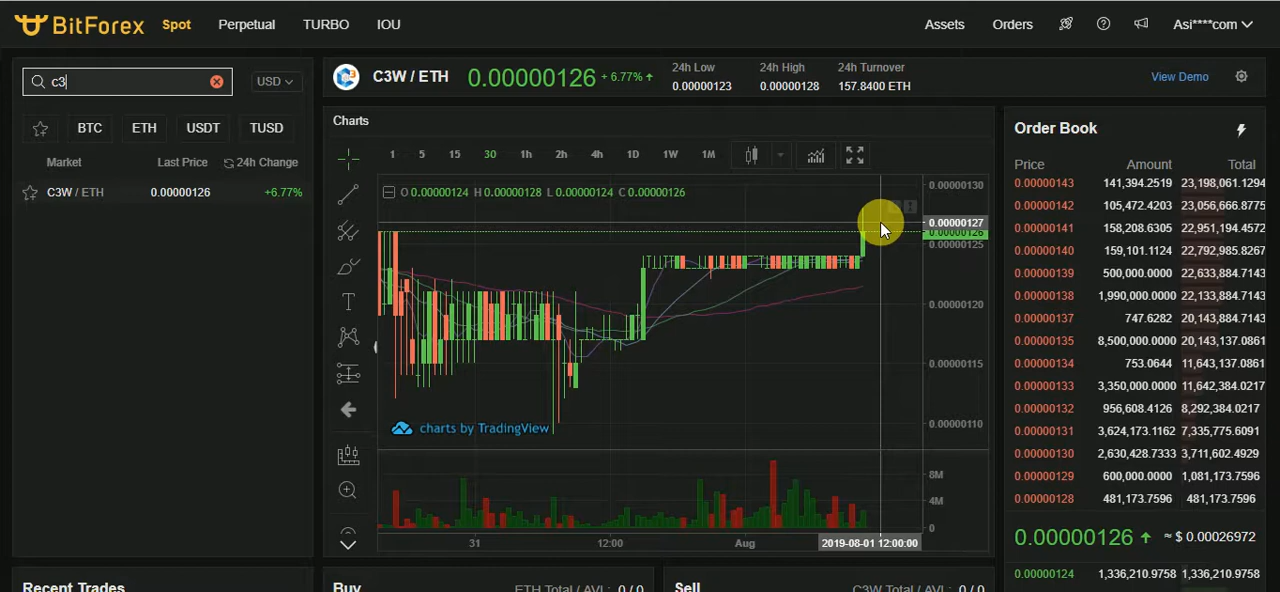 BitForex Spot Perpetual TURBO IOU Assets Orders Asi****com
c3 USD
C3W / ETH 0.00000126 +6.77%
24h Low 24h High 24h Turnover
0.00000123 0.00000128 157.8400 ETH
View Demo
BTC ETH USDT TUSD
Market Last Price 24h Change
C3W / ETH 0.00000126 +6.77%
Charts
1 5 15 30 1h 2h 4h 1D 1W 1M
O 0.00000124 H 0.00000128 L 0.00000124 C 0.00000126
0.00000130
0.00000127
0.00000126
0.00000125
0.00000120
0.00000115
0.00000110
charts by TradingView
8M
4M
0
31 12:00 Aug 2019-08-01 12:00:00
Order Book
Price Amount Total
0.00000143 141,394.2519 23,198,061.1294
0.00000142 105,472.4203 23,056,666.8775
0.00000141 158,208.6305 22,951,194.4572
0.00000140 159,101.1124 22,792,985.8267
0.00000139 500,000.0000 22,633,884.7143
0.00000138 1,990,000.0000 22,133,884.7143
0.00000137 747.6282 20,143,884.7143
0.00000135 8,500,000.0000 20,143,137.0861
0.00000134 753.0644 11,643,137.0861
0.00000133 3,350,000.0000 11,642,384.0217
0.00000132 956,608.4126 8,292,384.0217
0.00000131 3,624,173.1162 7,335,775.6091
0.00000130 2,630,428.7333 3,711,602.4929
0.00000129 600,000.0000 1,081,173.7596
0.00000128 481,173.7596 481,173.7596
0.00000126 ≈ $ 0.00026972
0.00000124 1,336,210.9758 1,336,210.9758
Recent Trades
Buy ETH Total / AVL: 0 / 0
Sell C3W Total / AVL: 0 / 0